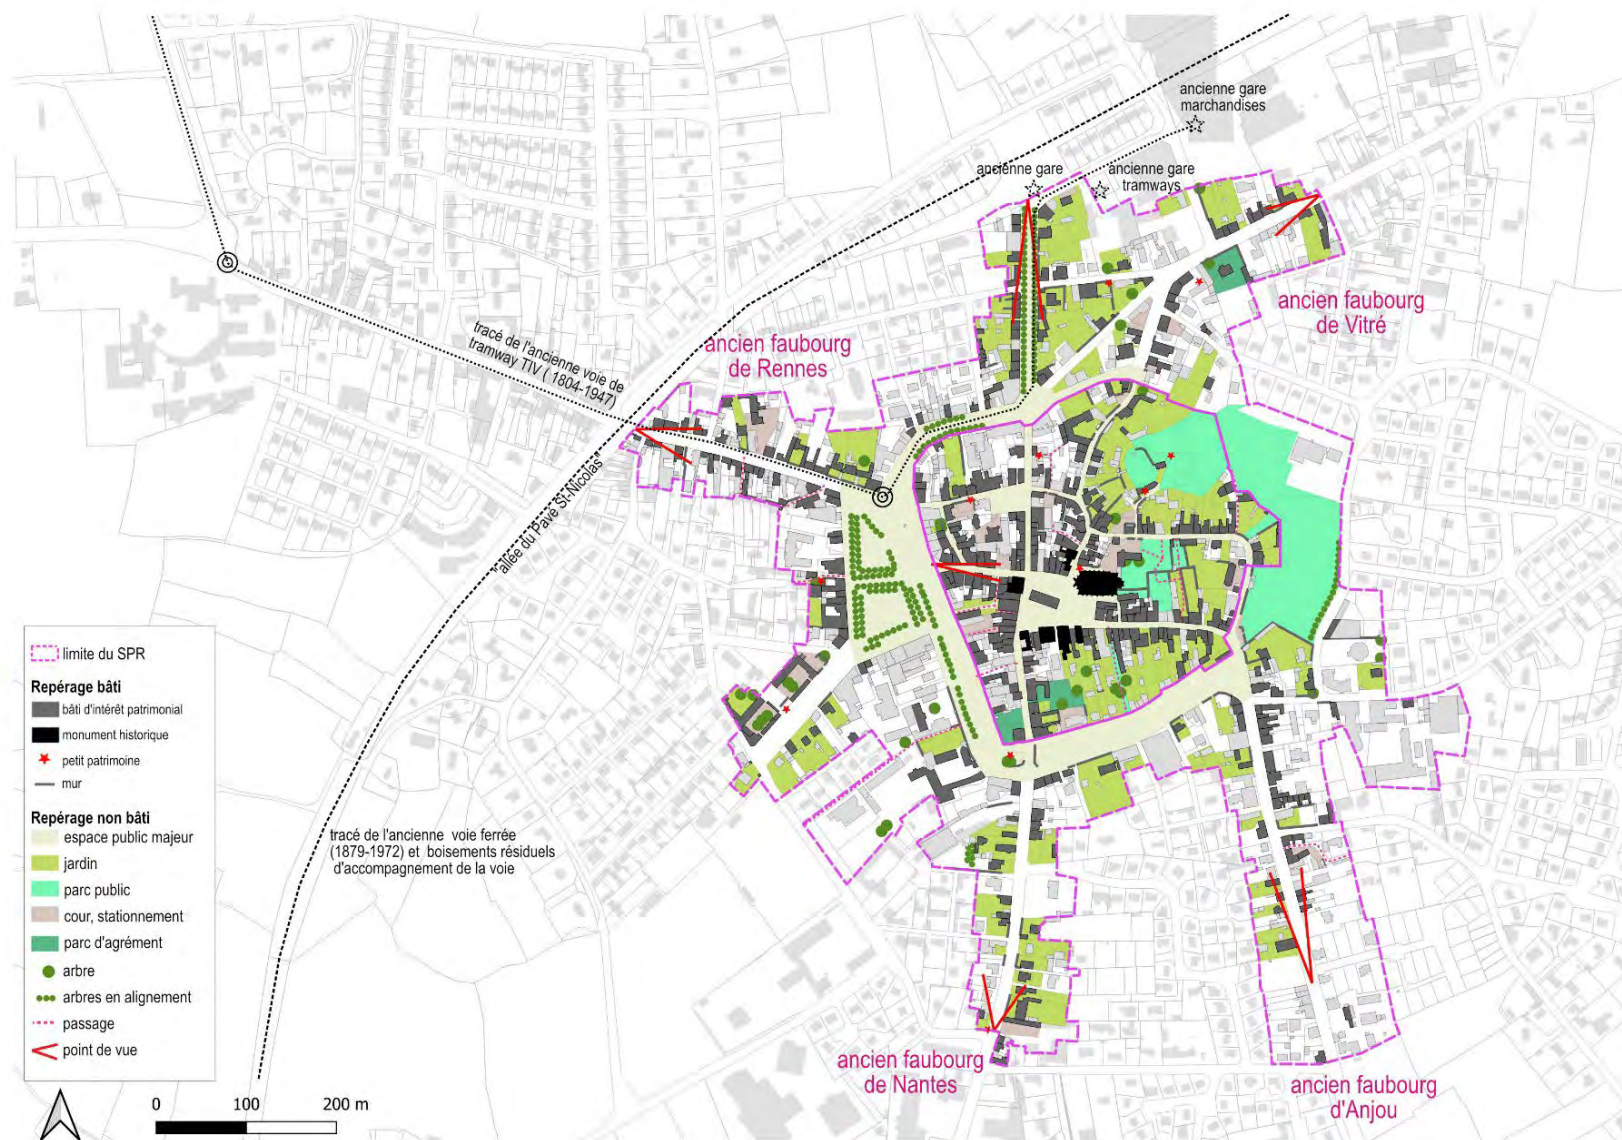 ancienne gare
marchandises
ancienne gare
ancienne gare
tramways
ancien faubourg
de Vitré
tracé de l'ancienne voie de
tramway TIV ( 1804-1947)
ancien faubourg
de Rennes
"allée du Pavé St-Nicolas"
limite du SPR
Repérage bâti
bâti d'intérêt patrimonial
monument historique
petit patrimoine
mur
Repérage non bâti
espace public majeur
jardin
parc public
cour, stationnement
parc d'agrément
arbre
arbres en alignement
passage
point de vue
tracé de l'ancienne voie ferrée
(1879-1972) et boisements résiduels
d'accompagnement de la voie
ancien faubourg
de Nantes
ancien faubourg
d'Anjou
0 100 200 m